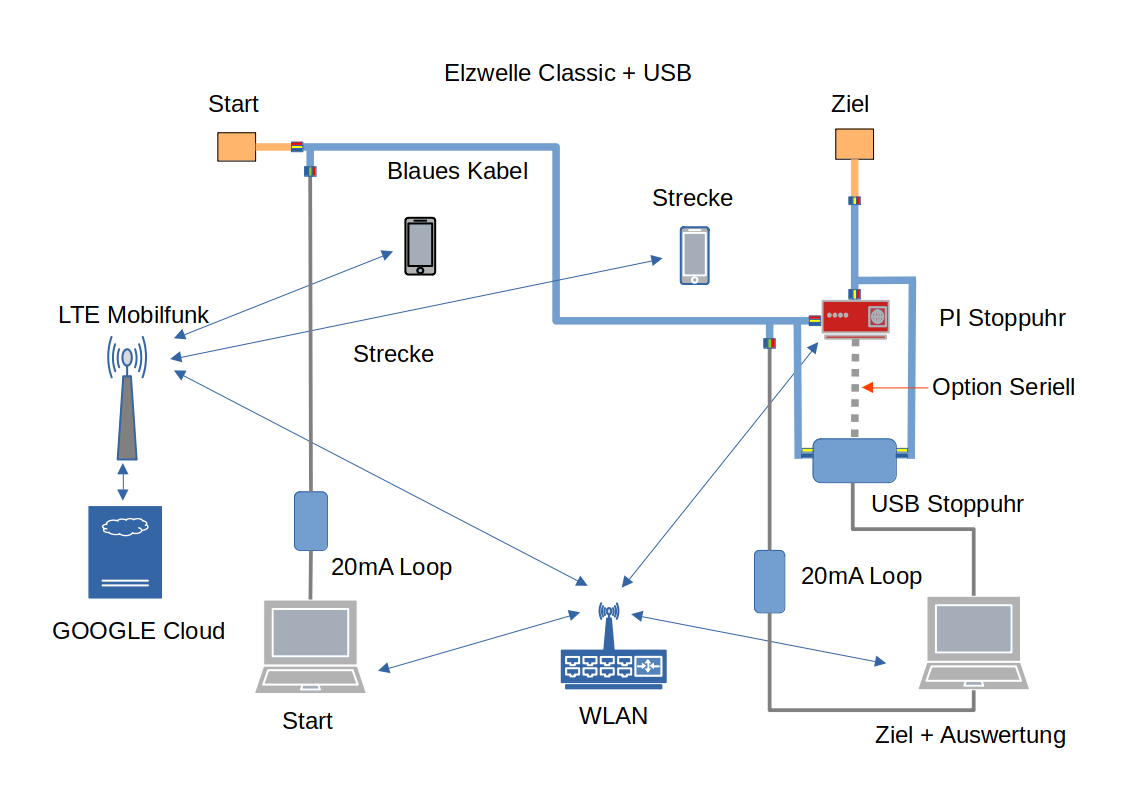 Elzwelle Classic + USB
Start
Ziel
Blaues Kabel
Strecke
LTE Mobilfunk
PI Stoppuhr
Strecke
Option Seriell
USB Stoppuhr
20mA Loop
20mA Loop
GOOGLE Cloud
Start
WLAN
Ziel + Auswertung